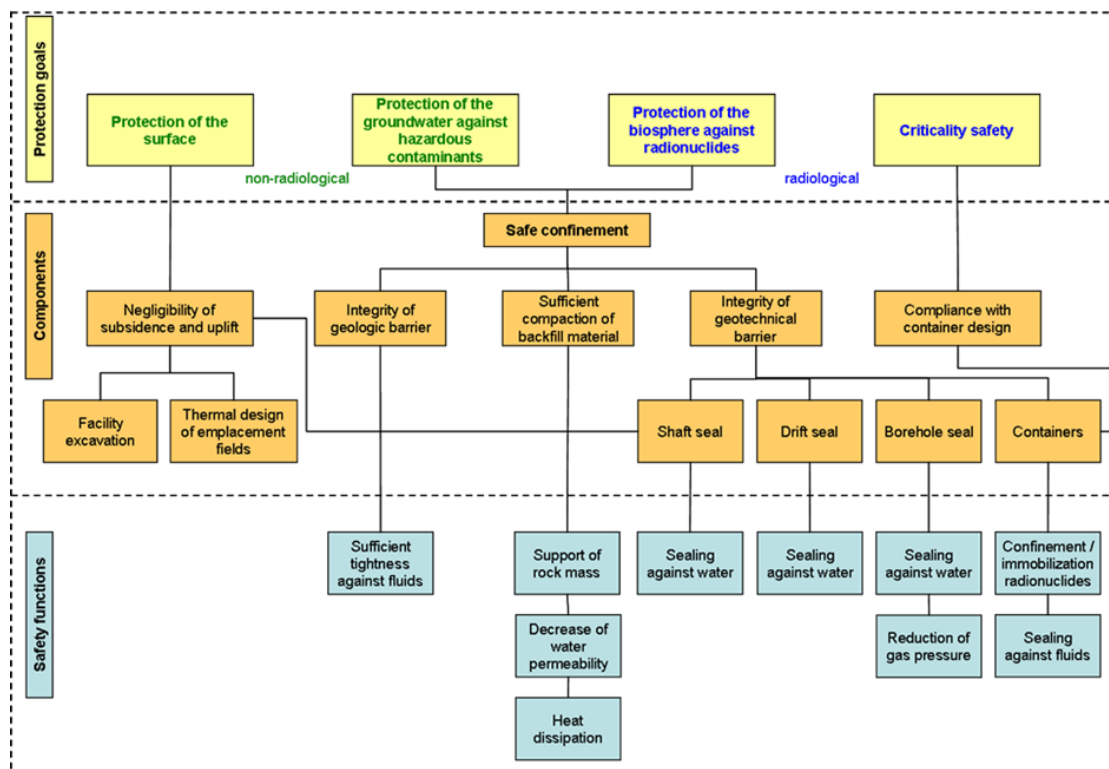 Protection goals
Protection of the
surface
Protection of the
groundwater against
hazardous
contaminants
Protection of the
biosphere against
radionuclides
Criticality safety
non-radiological
radiological
Components
Safe confinement
Negligibility of
subsidence and uplift
Integrity of
geologic barrier
Sufficient
compaction of
backfill material
Integrity of
geotechnical
barrier
Compliance with
container design
Facility
excavation
Thermal design
of emplacement
fields
Shaft seal
Drift seal
Borehole seal
Containers
Safety functions
Sufficient
tightness
against fluids
Support of
rock mass
Sealing
against water
Sealing
against water
Sealing
against water
Confinement /
immobilization
radionuclides
Decrease of
water
permeability
Reduction of
gas pressure
Sealing
against fluids
Heat
dissipation